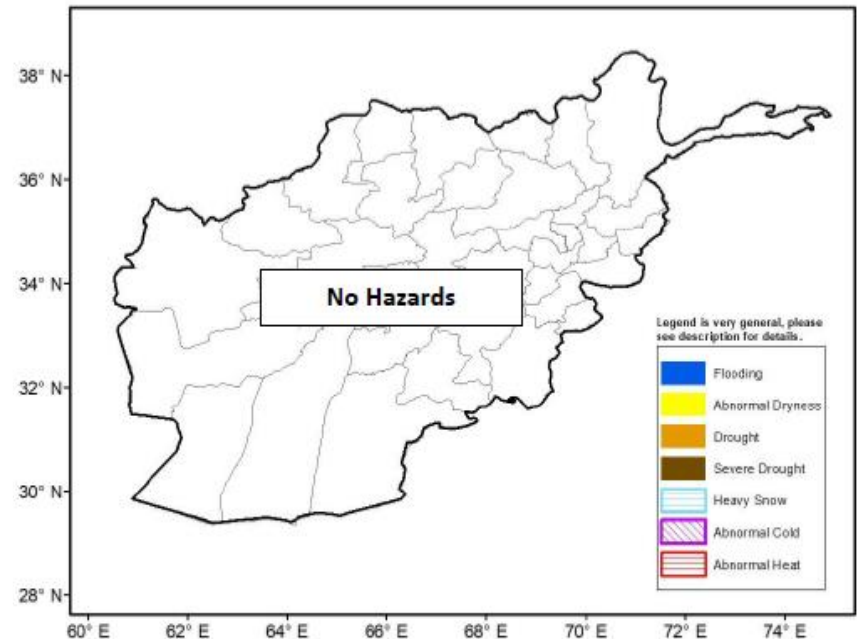 38° N
36° N
34° N
32° N
30° N
28° N
No Hazards
Legend is very general, please
see description for details.
Flooding
Abnormal Dryness
Drought
Severe Drought
Heavy Snow
Abnormal Cold
Abnormal Heat
60° E 62° E 64° E 66° E 68° E 70° E 72° E 74° E